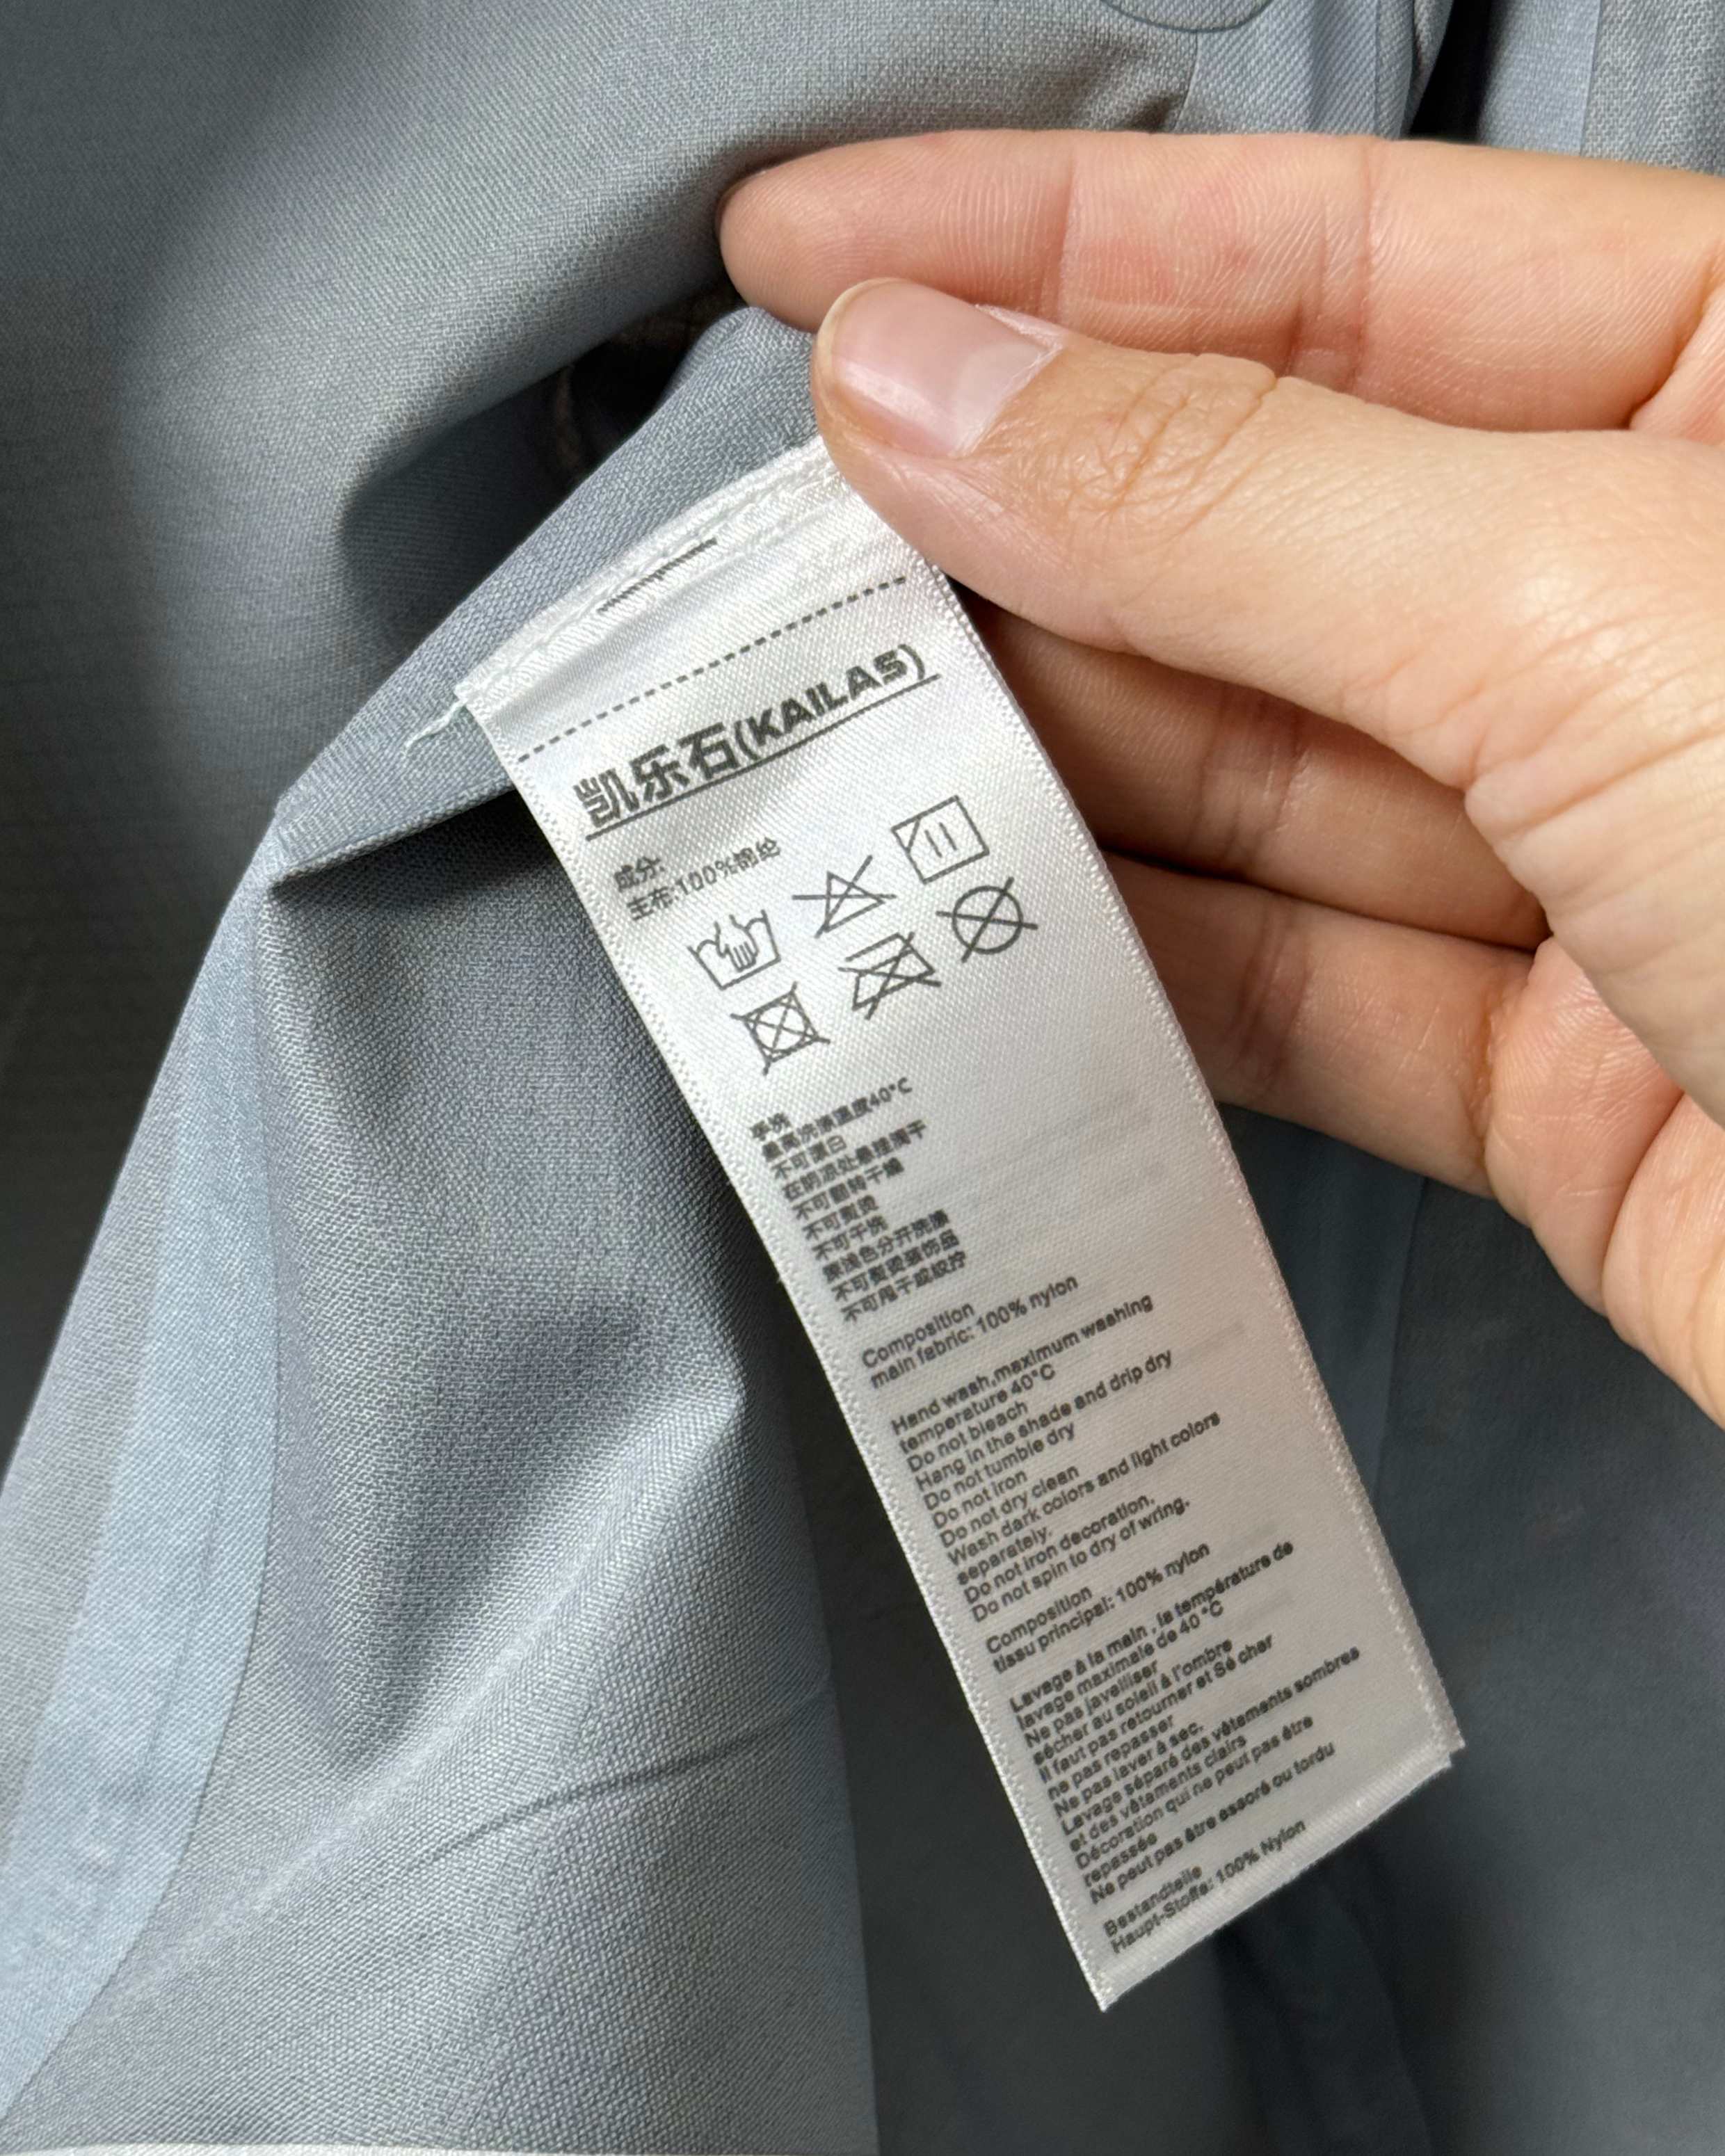 凯乐石(KAILAS)
成分:
主布:100%锦纶
手洗
最高洗涤温度40°C
不可漂白
在阴凉处悬挂滴干
不可翻转干燥
不可熨烫
不可干洗
深浅色分开洗涤
不可熨烫装饰品
不可甩干或绞拧
Composition
main fabric: 100% nylon
Hand wash,maximum washing
temperature 40°C
Do not bleach
Hang in the shade and drip dry
Do not tumble dry
Do not iron
Do not dry clean
Wash dark colors and light colors
separately.
Do not iron decoration.
Do not spin to dry of wring.
Composition
tissu principal: 100% nylon
Lavage à la main , la température de
lavage maximale de 40 °C
Ne pas javelliser
sécher au soleil à l'ombre
Il faut pas retourner et Sé cher
ne pas repasser
Ne pas laver à sec.
Lavage séparé des vêtements sombres
et des vêtements clairs
Décoration qui ne peut pas être
repassée
Ne peut pas être essoré ou tordu
Bestandteile
Haupt-Stoffe: 100% Nylon